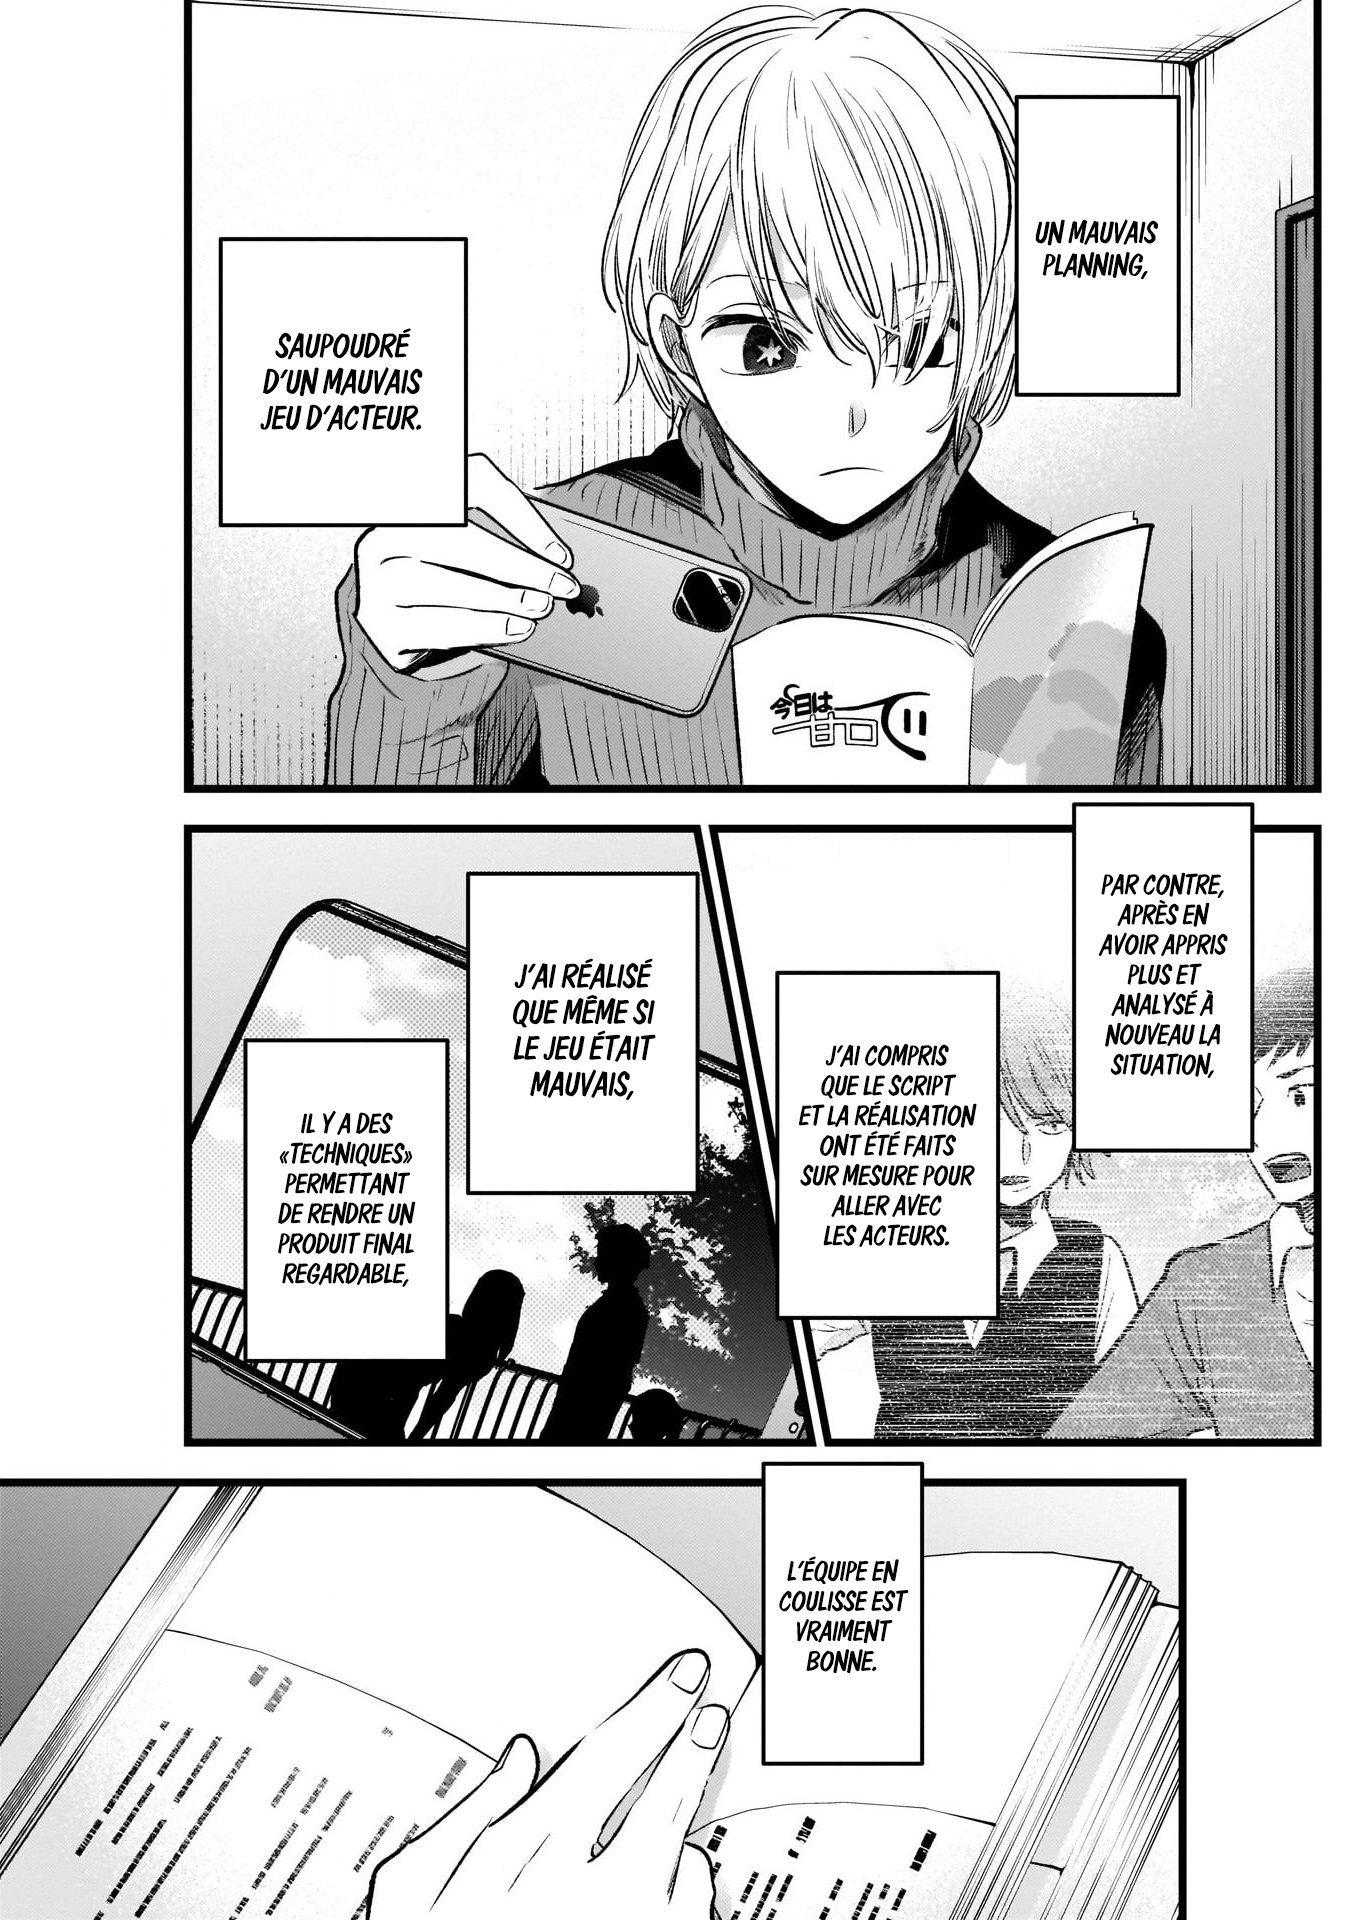 UN MAUVAIS
PLANNING,
SAUPOUDRÉ
D'UN MAUVAIS
JEU D'ACTEUR.
今日は
甘口
PAR CONTRE,
APRÈS EN
AVOIR APPRIS
PLUS ET
ANALYSÉ À
NOUVEAU LA
SITUATION,
J'AI COMPRIS
QUE LE SCRIPT
ET LA RÉALISATION
ONT ÉTÉ FAITS
SUR MESURE POUR
ALLER AVEC
LES ACTEURS.
J'AI RÉALISÉ
QUE MÊME SI
LE JEU ÉTAIT
MAUVAIS,
IL Y A DES
«TECHNIQUES»
PERMETTANT
DE RENDRE UN
PRODUIT FINAL
REGARDABLE,
L'ÉQUIPE EN
COULISSE EST
VRAIMENT
BONNE.